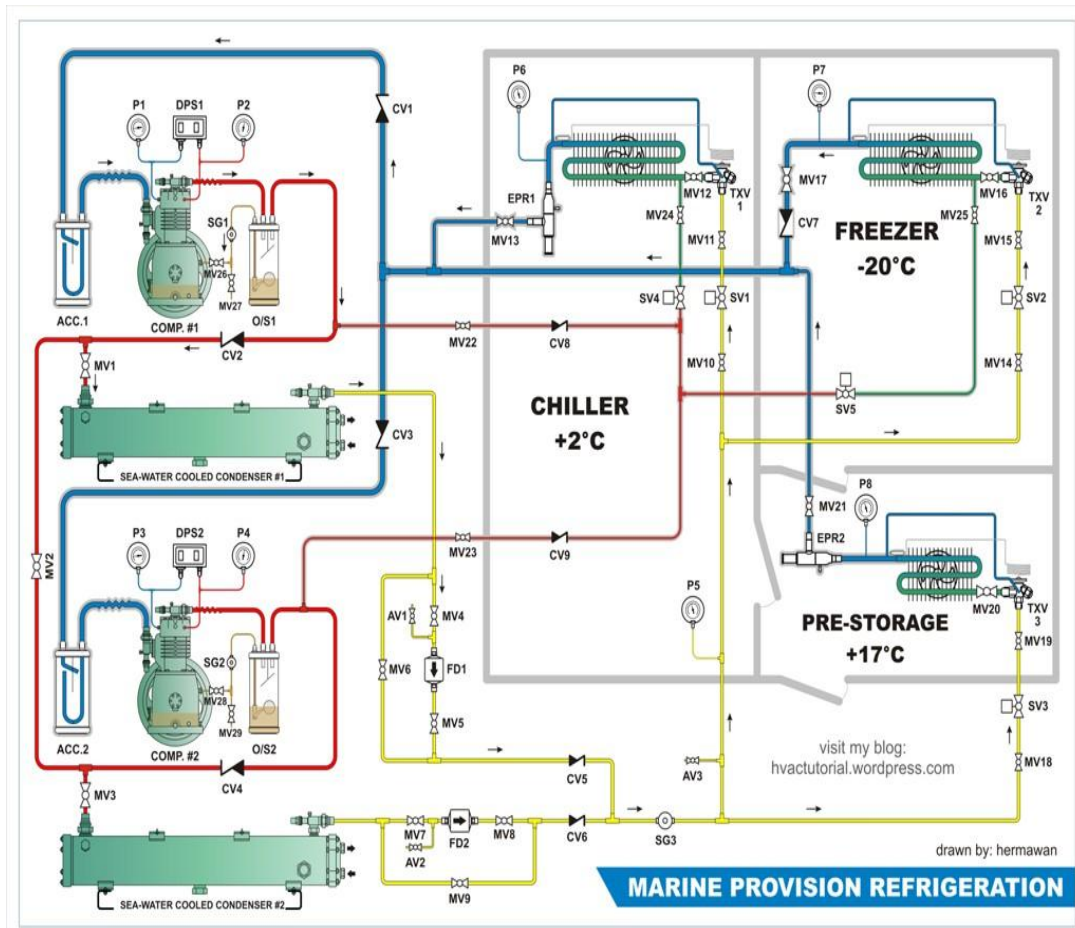 P1
DPS1
P2
CV1
P6
P7
EPR1
MV12
TXV
1
MV24
MV11
MV13
MV17
CV7
MV16
TXV
2
MV25
MV15
FREEZER
-20°C
SG1
MV26
MV27
ACC.1
COMP. #1
O/S1
CV2
MV1
MV22
CV8
SV4
SV1
MV10
SV2
MV14
SV5
CHILLER
+2°C
CV3
SEA-WATER COOLED CONDENSER #1
P3
DPS2
P4
MV2
MV23
CV9
MV21
P8
EPR2
MV20
TXV
3
MV19
PRE-STORAGE
+17°C
P5
AV1
MV4
MV6
FD1
MV5
SG2
MV28
MV29
ACC.2
COMP. #2
O/S2
CV4
MV3
SV3
MV18
visit my blog:
hvactutorial.wordpress.com
CV5
AV3
MV7
FD2
MV8
AV2
CV6
SG3
MV9
SEA-WATER COOLED CONDENSER #2
drawn by: hermawan
MARINE PROVISION REFRIGERATION